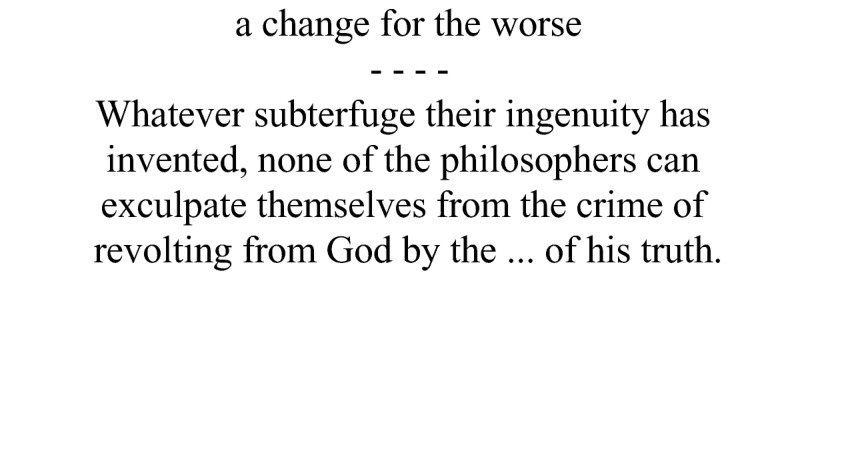 a change for the worse
- - - -
Whatever subterfuge their ingenuity has
invented, none of the philosophers can
exculpate themselves from the crime of
revolting from God by the ... of his truth.